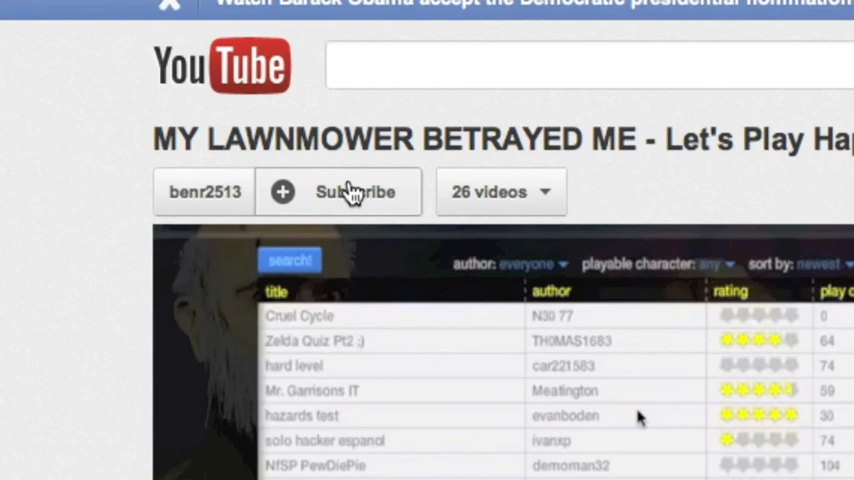 Watch Barack Obama accept the Democratic presidential nomination
YouTube
MY LAWNMOWER BETRAYED ME - Let's Play Hap
benr2513 Subscribe 26 videos
search! author: everyone playable character: any sort by: newest
title author rating play c
Cruel Cycle N30 77 0
Zelda Quiz Pt2 :) TH0MAS1683 64
hard level car221583 74
Mr. Garrisons IT Meatington 59
hazards test evanboden 30
solo hacker espanol ivanxp 74
NfSP PewDiePie demoman32 104